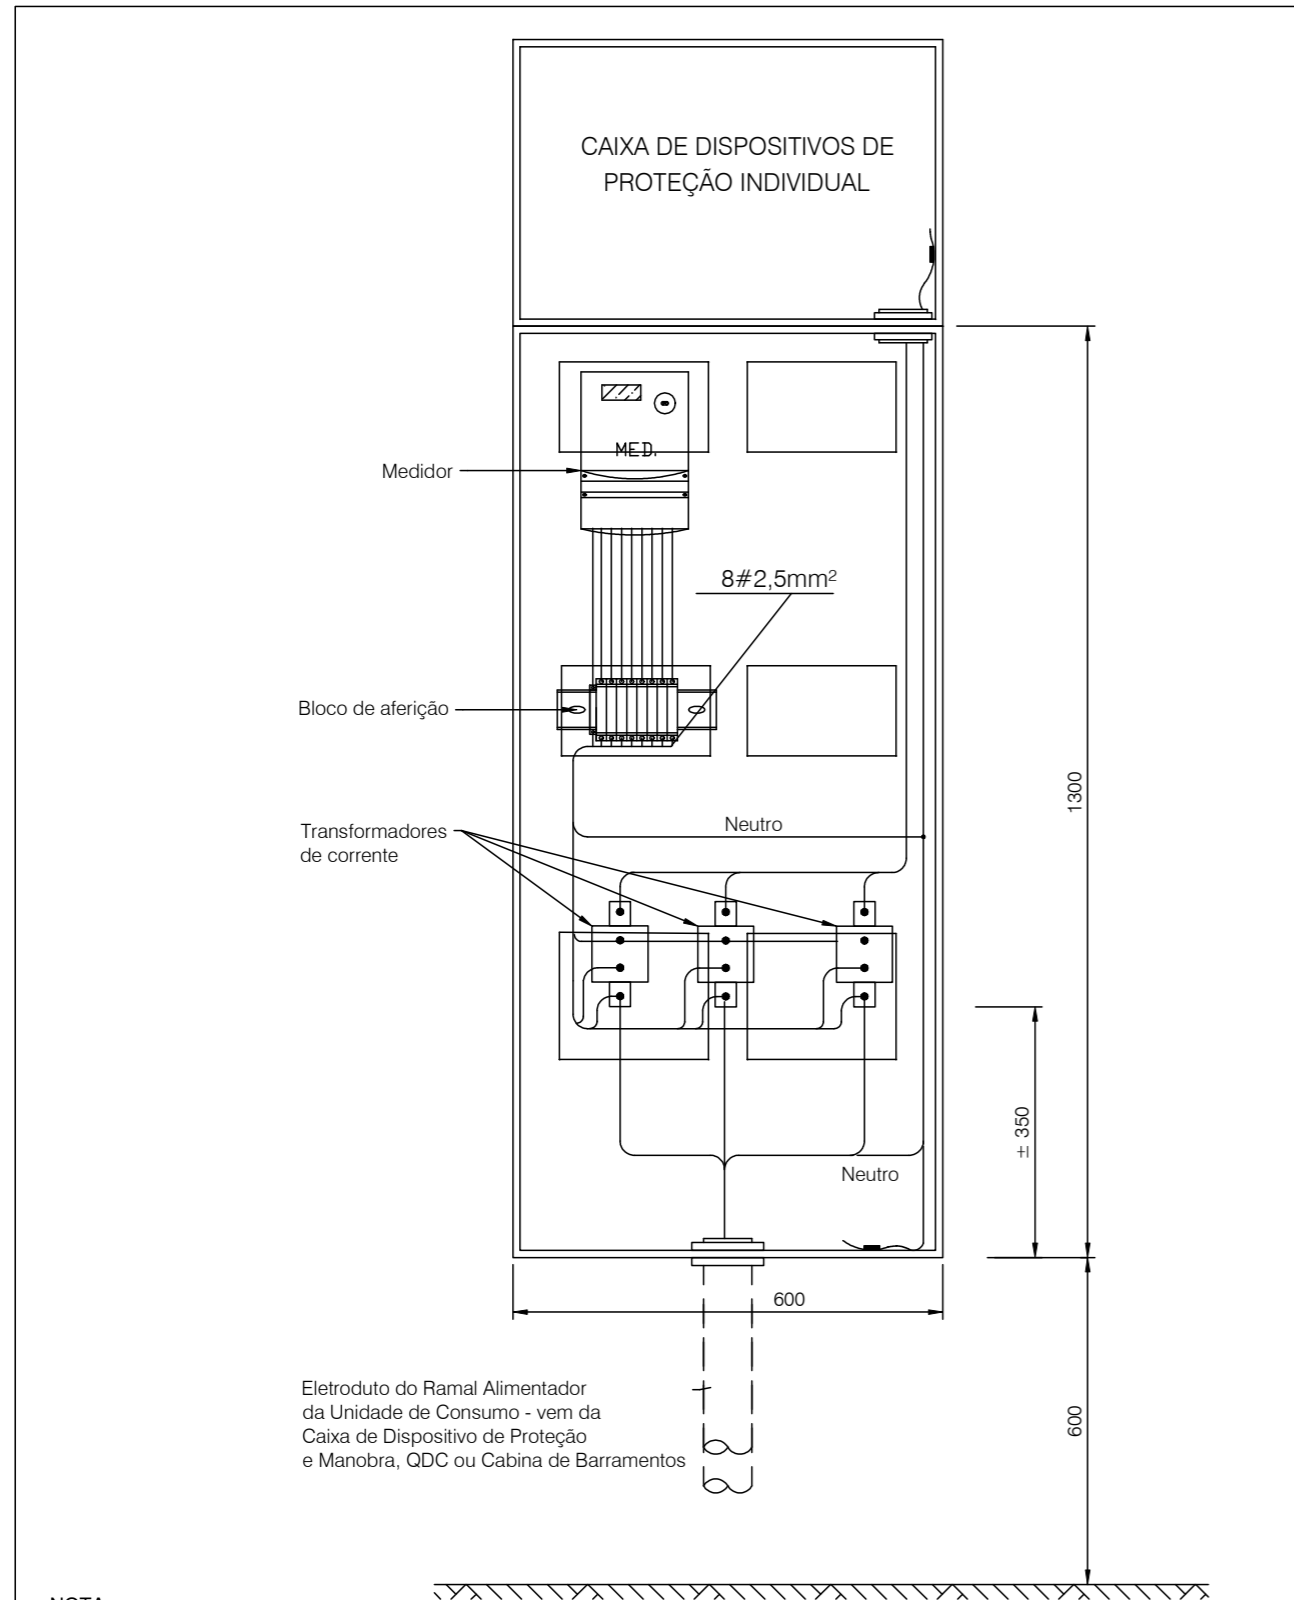 CAIXA DE DISPOSITIVOS DE
PROTEÇÃO INDIVIDUAL
MED.
Medidor
8#2,5mm²
Bloco de aferição
1300
Neutro
Transformadores
de corrente
± 350
Neutro
600
Eletroduto do Ramal Alimentador
da Unidade de Consumo - vem da
Caixa de Dispositivo de Proteção
e Manobra, QDC ou Cabina de Barramentos
600
NOTA